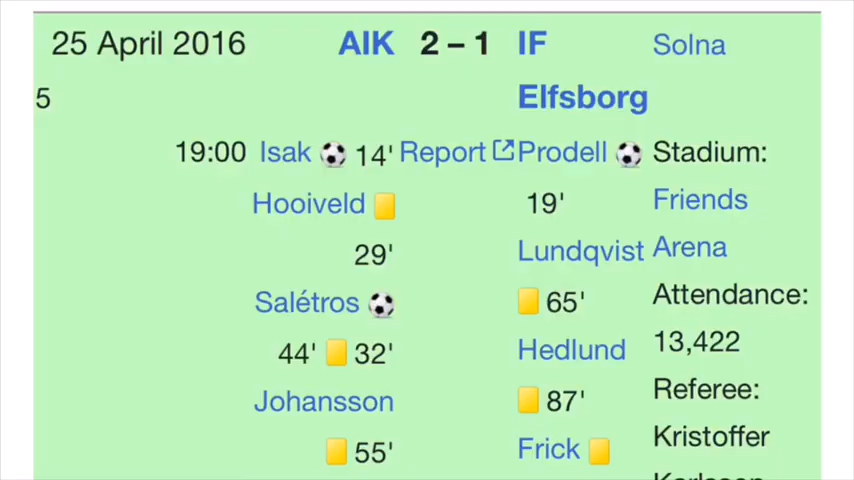 25 April 2016 AIK 2 – 1 IF Solna
5 Elfsborg
19:00 Isak 14' Report Prodell Stadium:
Hooiveld 19' Friends
29' Lundqvist Arena
Salétros 65' Attendance:
44' 32' Hedlund 13,422
Johansson 87' Referee:
55' Frick Kristoffer